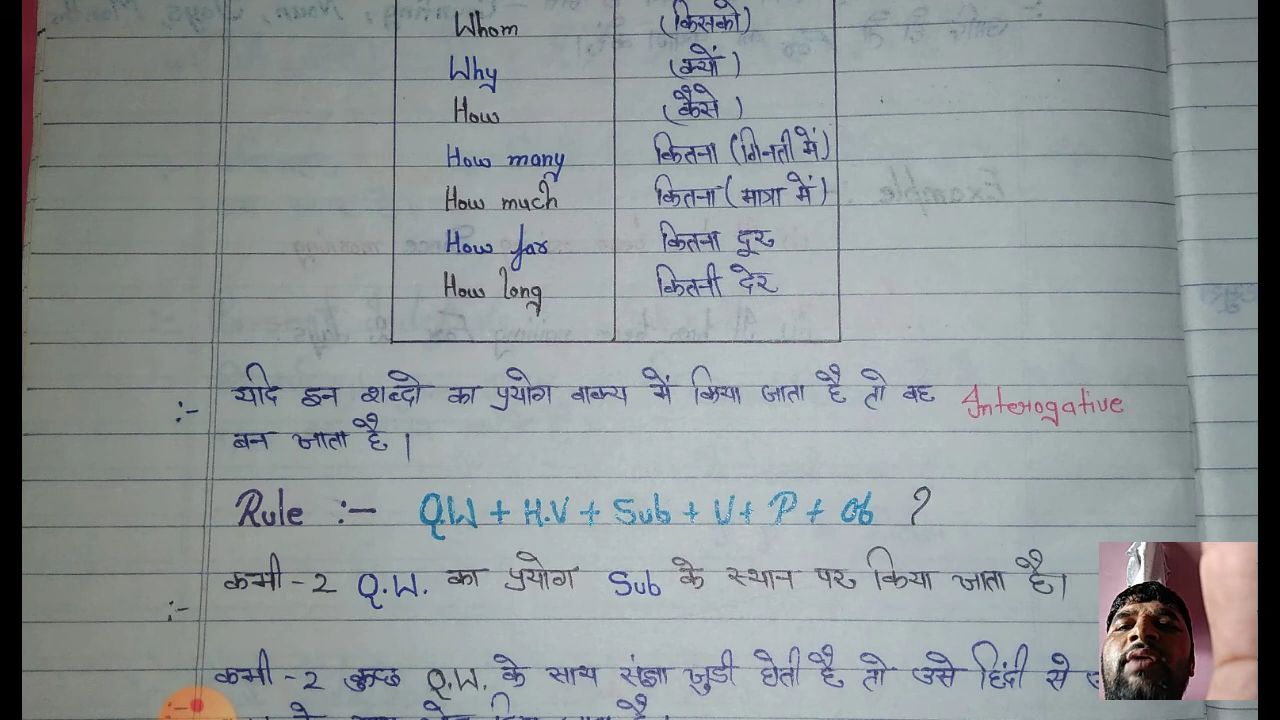 Whom (किसको)
Why (क्यों)
How (कैसे)
How many कितना (गिनती में)
How much कितना (मात्रा में)
How far कितना दूर
How long कितनी देर
:- यदि इन शब्दो का प्रयोग वाक्य में किया जाता है तो वह Interogative
बन जाता है।
Rule :- Q.W + H.V + Sub + V + P + Ob ?
:- कभी-2 Q.W. का प्रयोग Sub के स्थान पर किया जाता है।
कभी-2 कुछ Q.W. के साथ संज्ञा जुडी होती है तो उसे हिंदी से